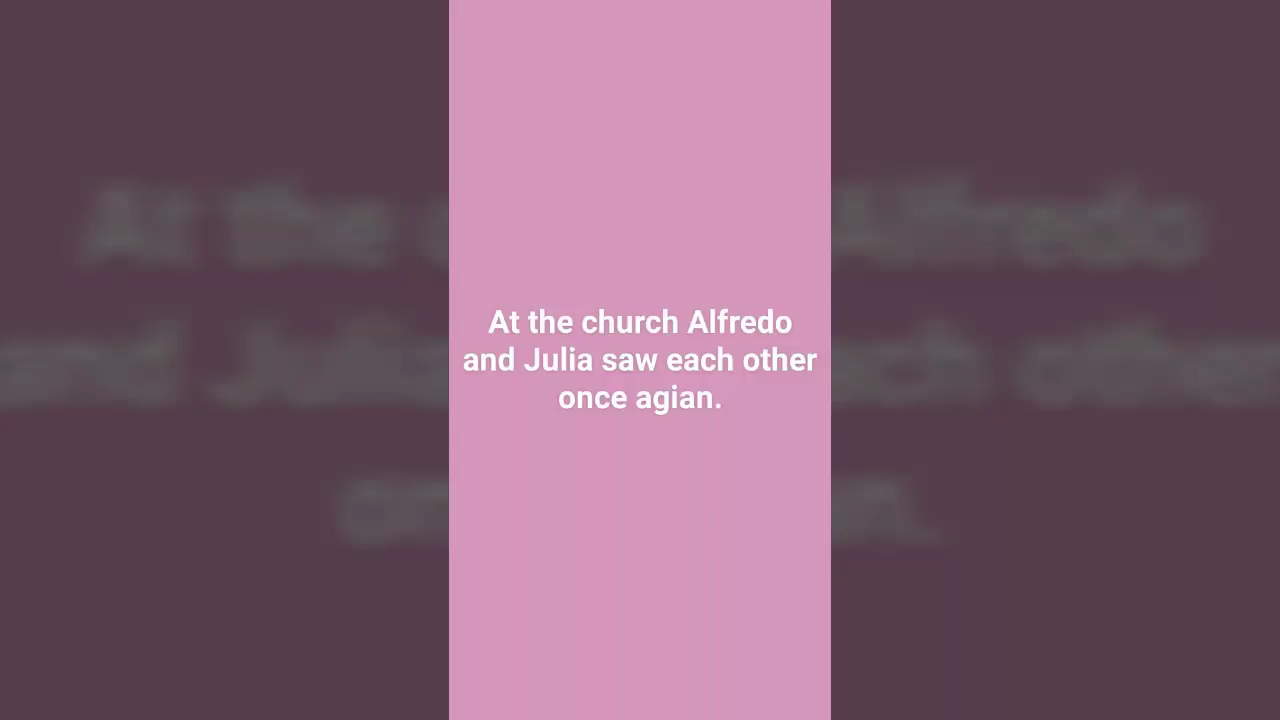 At the church Alfredo
and Julia saw each other
once agian.